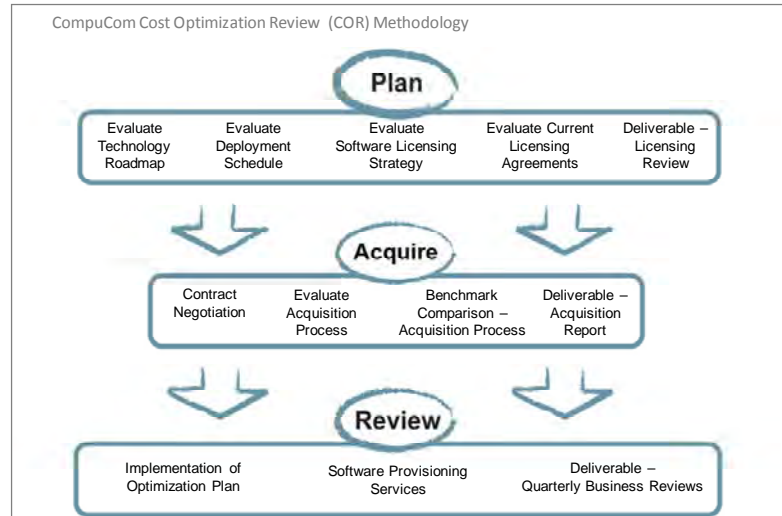 CompuCom Cost Optimization Review (COR) Methodology
Plan
Evaluate
Technology
Roadmap
Evaluate
Deployment
Schedule
Evaluate
Software Licensing
Strategy
Evaluate Current
Licensing
Agreements
Deliverable –
Licensing
Review
Acquire
Contract
Negotiation
Evaluate
Acquisition
Process
Benchmark
Comparison –
Acquisition Process
Deliverable –
Acquisition
Report
Review
Implementation of
Optimization Plan
Software Provisioning
Services
Deliverable –
Quarterly Business Reviews